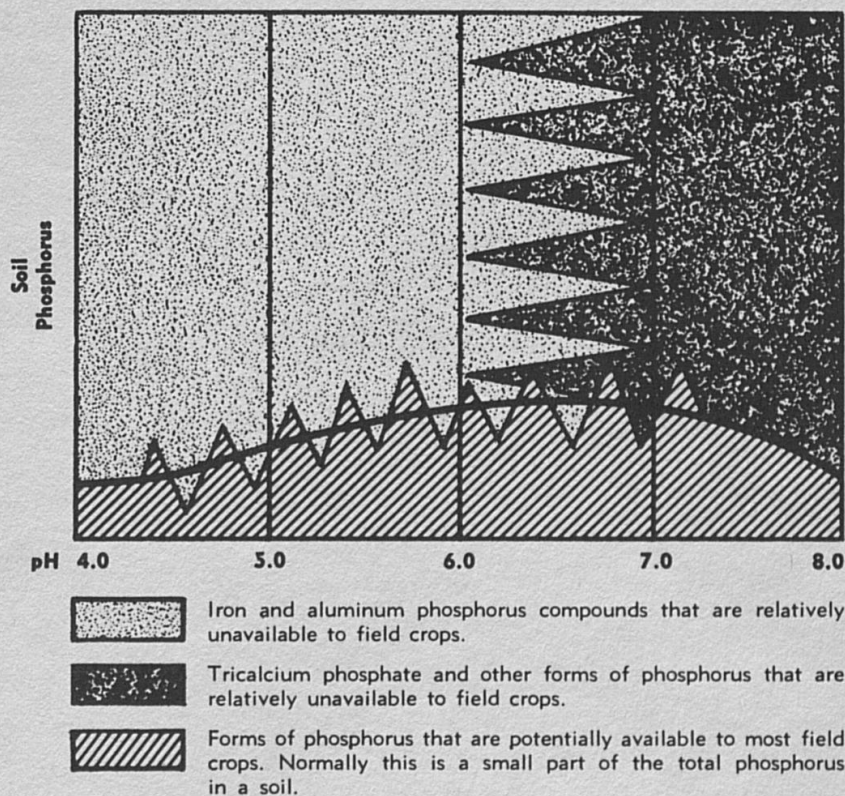 Soil
Phosphorus
pH 4.0 5.0 6.0 7.0 8.0
Iron and aluminum phosphorus compounds that are relatively
unavailable to field crops.
Tricalcium phosphate and other forms of phosphorus that are
relatively unavailable to field crops.
Forms of phosphorus that are potentially available to most field
crops. Normally this is a small part of the total phosphorus
in a soil.